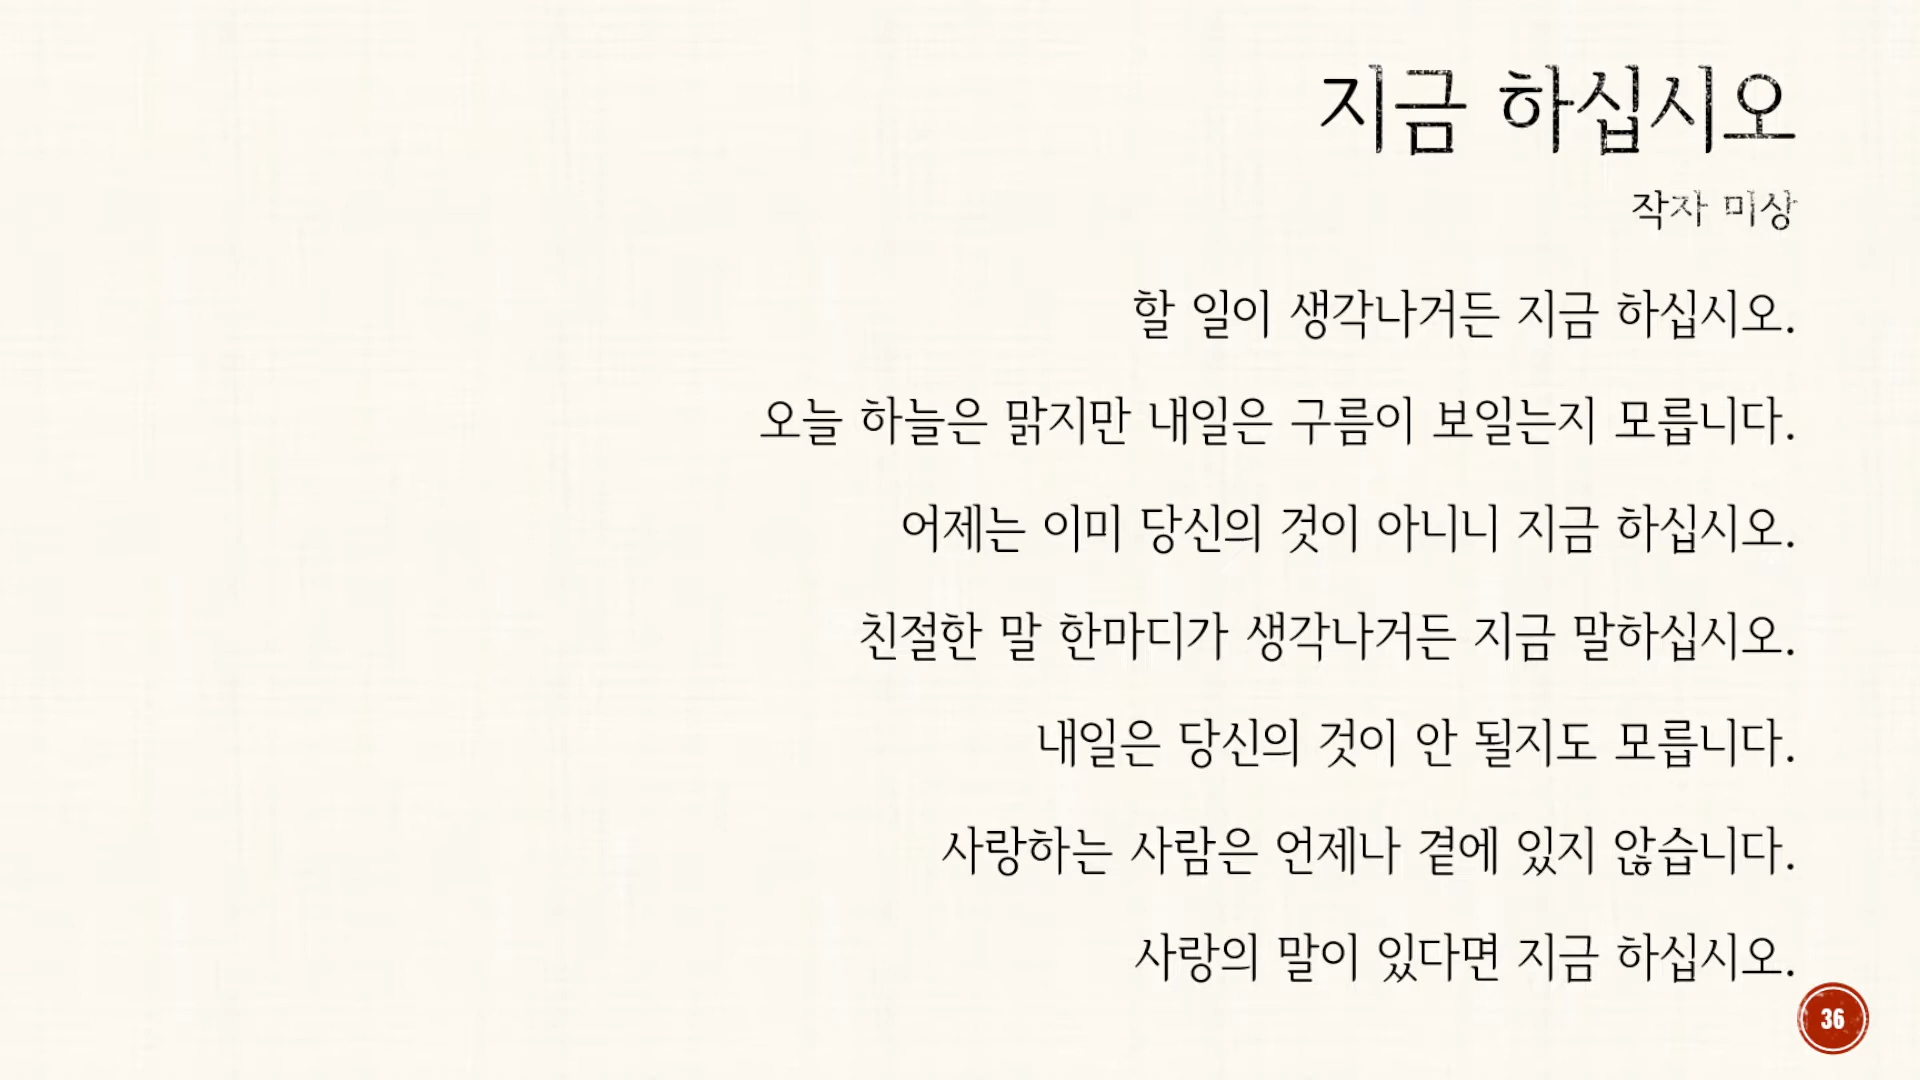 지금 하십시오
작자 미상
할 일이 생각나거든 지금 하십시오.
오늘 하늘은 맑지만 내일은 구름이 보일는지 모릅니다.
어제는 이미 당신의 것이 아니니 지금 하십시오.
친절한 말 한마디가 생각나거든 지금 말하십시오.
내일은 당신의 것이 안 될지도 모릅니다.
사랑하는 사람은 언제나 곁에 있지 않습니다.
사랑의 말이 있다면 지금 하십시오.
36